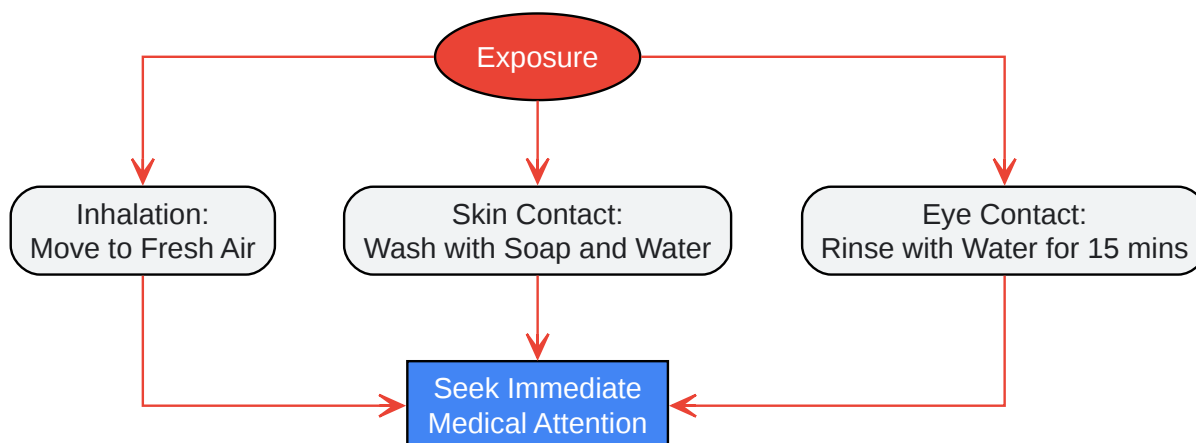 Exposure
Inhalation:
Move to Fresh Air
Skin Contact:
Wash with Soap and Water
Eye Contact:
Rinse with Water for 15 mins
Seek Immediate
Medical Attention